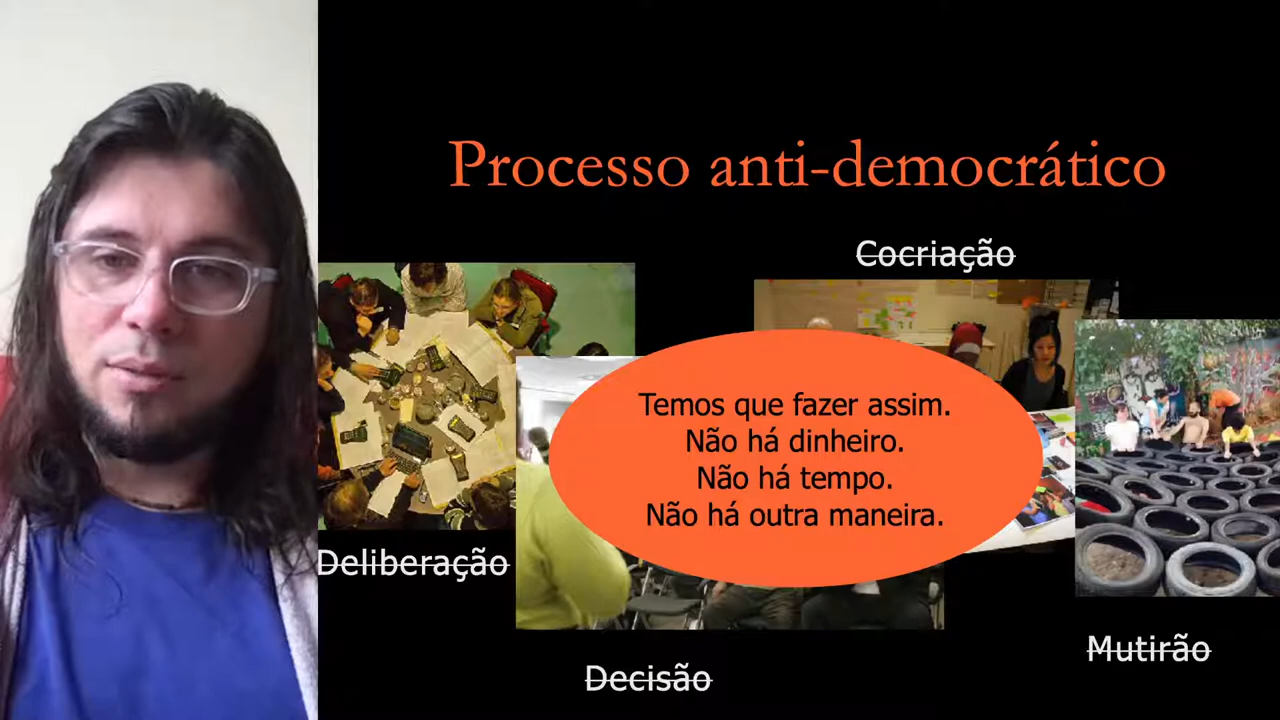 Processo anti-democrático
Cocriação
Temos que fazer assim.
Não há dinheiro.
Não há tempo.
Não há outra maneira.
Deliberação
Mutirão
Decisão